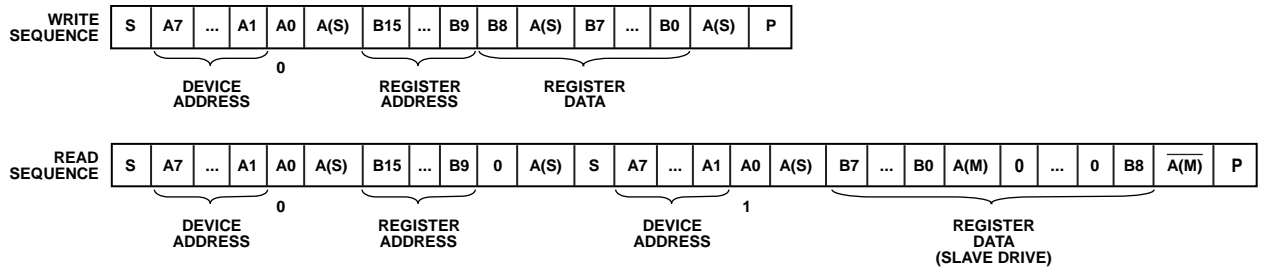 WRITE
SEQUENCE
S A7 ... A1 A0 A(S) B15 ... B9 B8 A(S) B7 ... B0 A(S) P
0
DEVICE
ADDRESS
REGISTER
ADDRESS
REGISTER
DATA
READ
SEQUENCE
S A7 ... A1 A0 A(S) B15 ... B9 0 A(S) S A7 ... A1 A0 A(S) B7 ... B0 A(M) 0 ... 0 B8 A̅(̅M̅)̅ P
0 1
DEVICE
ADDRESS
REGISTER
ADDRESS
DEVICE
ADDRESS
REGISTER
DATA
(SLAVE DRIVE)